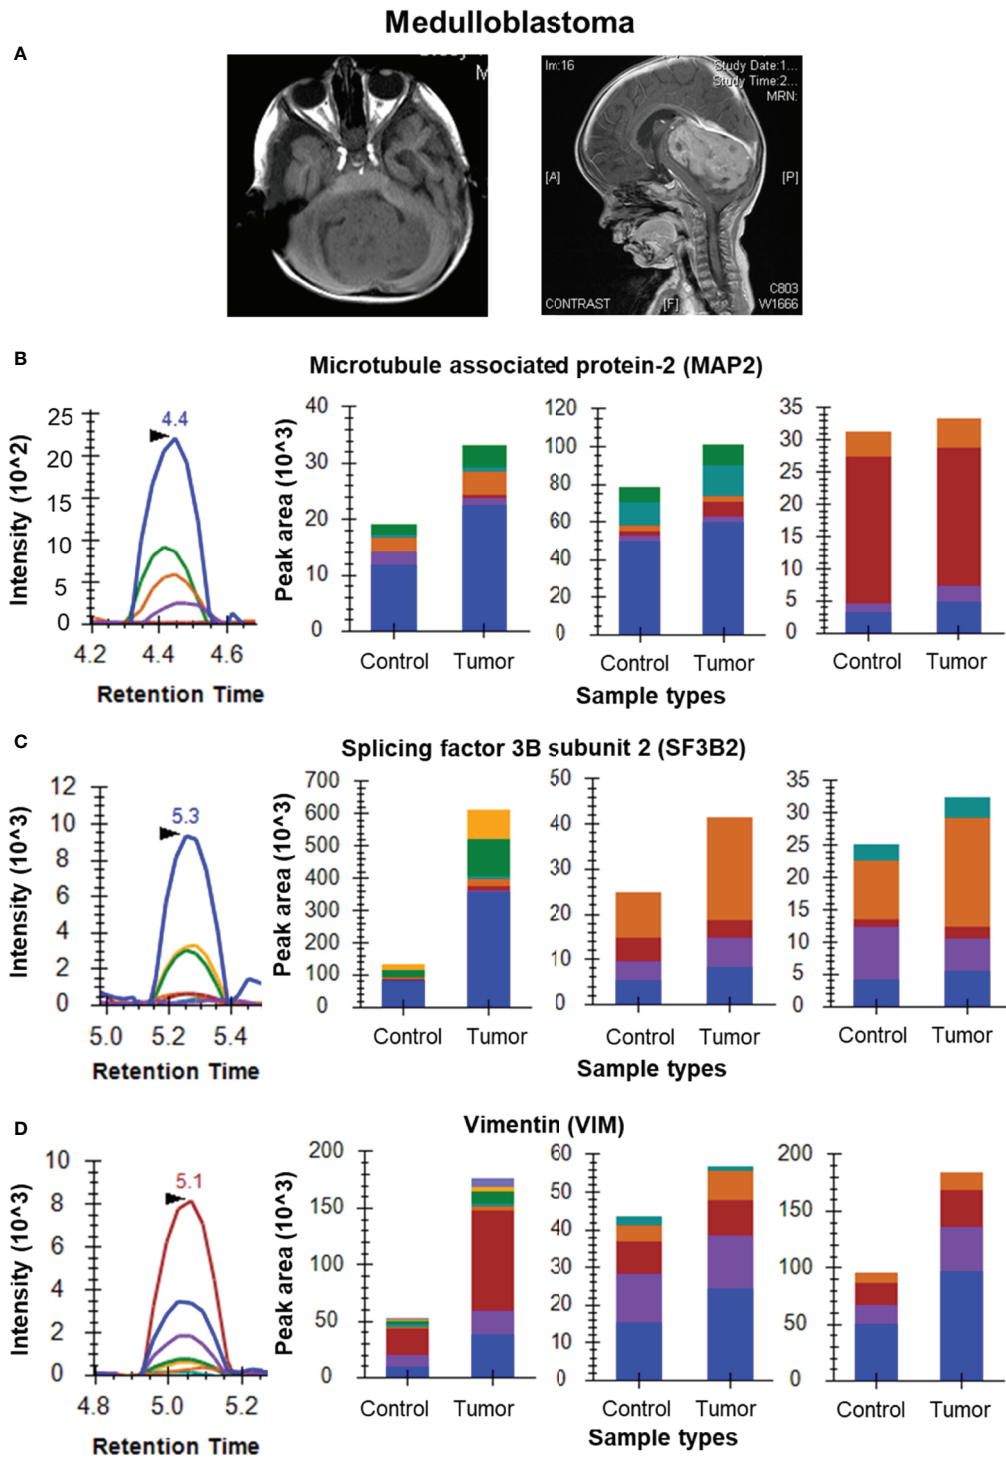 Medulloblastoma
A
M
Im:16
Study Date:1...
Study Time:2...
MRN:
[A]
[P]
C803
CONTRAST
[F]
W1666
B
Microtubule associated protein-2 (MAP2)
Intensity (10^2)
25
20
15
10
5
0
4.4
4.2 4.4 4.6
Retention Time
Peak area (10^3)
40
30
20
10
0
Control Tumor
120
100
80
60
40
20
0
Control Tumor
35
30
25
20
15
10
5
0
Control Tumor
Sample types
C
Splicing factor 3B subunit 2 (SF3B2)
Intensity (10^3)
12
10
8
6
4
2
0
5.3
5.0 5.2 5.4
Retention Time
Peak area (10^3)
700
600
500
400
300
200
100
0
Control Tumor
50
40
30
20
10
0
Control Tumor
35
30
25
20
15
10
5
0
Control Tumor
Sample types
D
Vimentin (VIM)
Intensity (10^3)
10
8
6
4
2
0
5.1
4.8 5.0 5.2
Retention Time
Peak area (10^3)
200
150
100
50
0
Control Tumor
60
50
40
30
20
10
0
Control Tumor
200
150
100
50
0
Control Tumor
Sample types